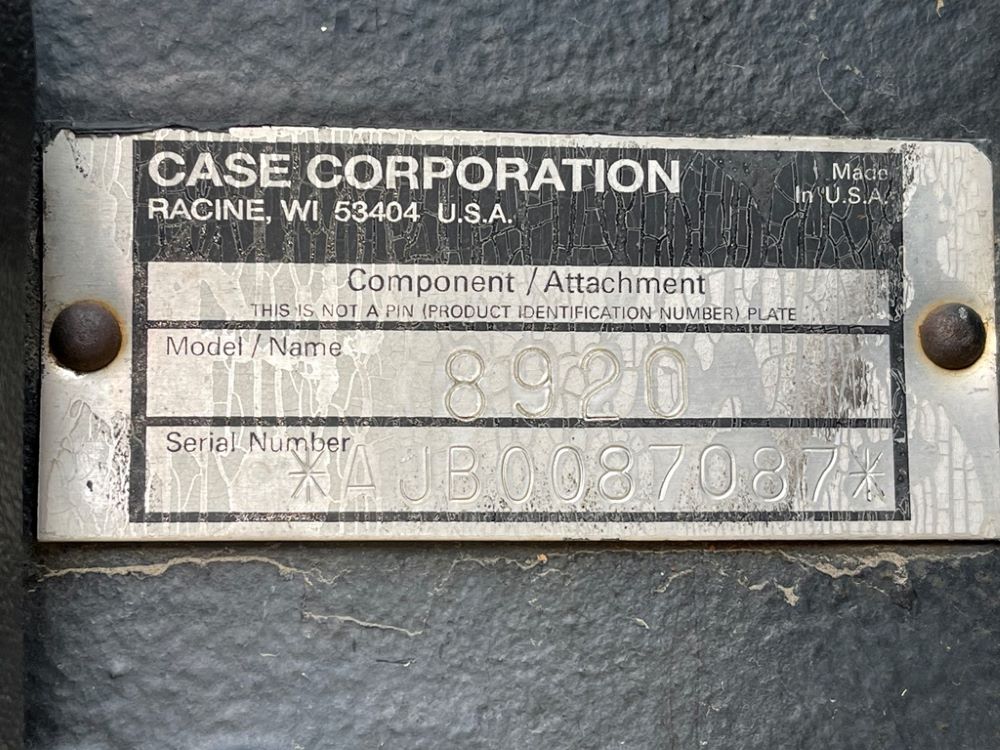 CASE CORPORATION
RACINE, WI 53404 U.S.A.
Made
In U.S.A.
Component / Attachment
THIS IS NOT A PIN (PRODUCT IDENTIFICATION NUMBER) PLATE
Model / Name
8920
Serial Number
*AJB0087087*